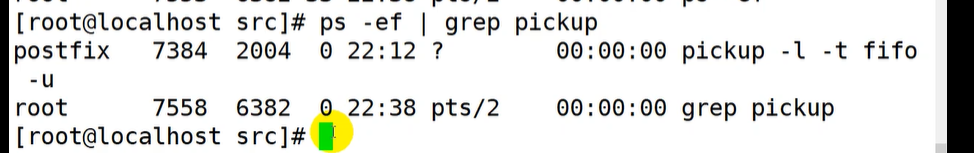 [root@localhost src]# ps -ef | grep pickup
postfix   7384  2004  0 22:12 ?        00:00:00 pickup -l -t fifo
 -u
root      7558  6382  0 22:38 pts/2    00:00:00 grep pickup
[root@localhost src]#